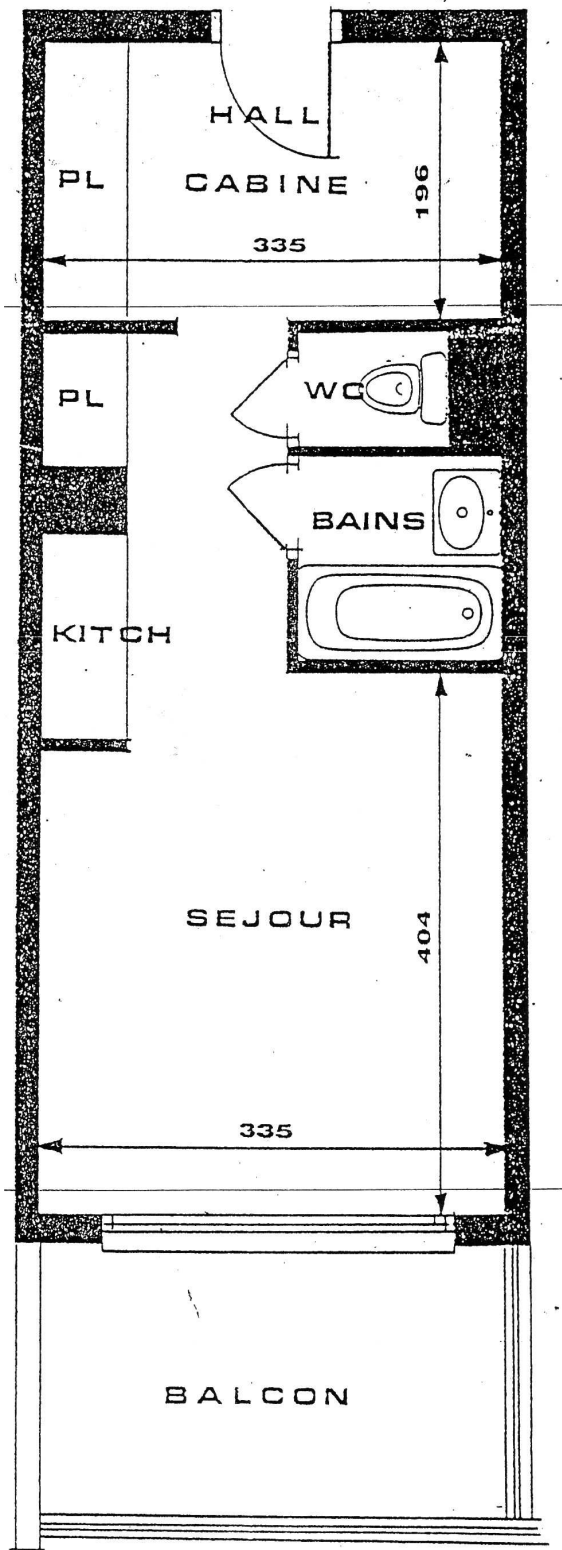 HALL
PL CABINE
196
335
PL WC
BAINS
KITCH
SEJOUR
404
335
BALCON